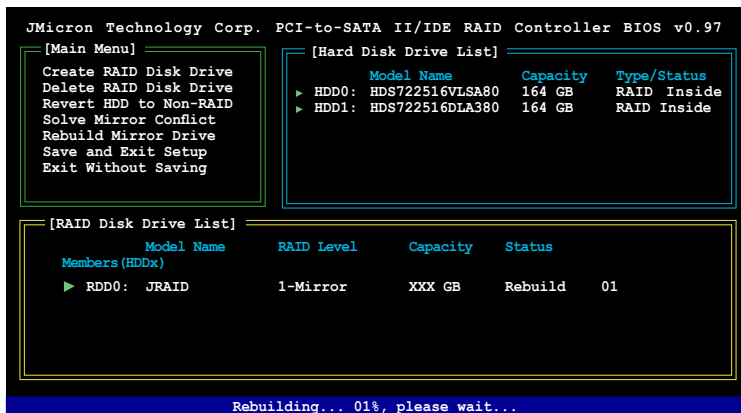 JMicron Technology Corp. PCI-to-SATA II/IDE RAID Controller BIOS v0.97
[Main Menu]
Create RAID Disk Drive
Delete RAID Disk Drive
Revert HDD to Non-RAID
Solve Mirror Conflict
Rebuild Mirror Drive
Save and Exit Setup
Exit Without Saving
[Hard Disk Drive List]
Model Name Capacity Type/Status
HDD0: HDS722516VLSA80 164 GB RAID Inside
HDD1: HDS722516DLA380 164 GB RAID Inside
[RAID Disk Drive List]
Model Name RAID Level Capacity Status
Members(HDDx)
RDD0: JRAID 1-Mirror XXX GB Rebuild 01
Rebuilding... 01%, please wait...